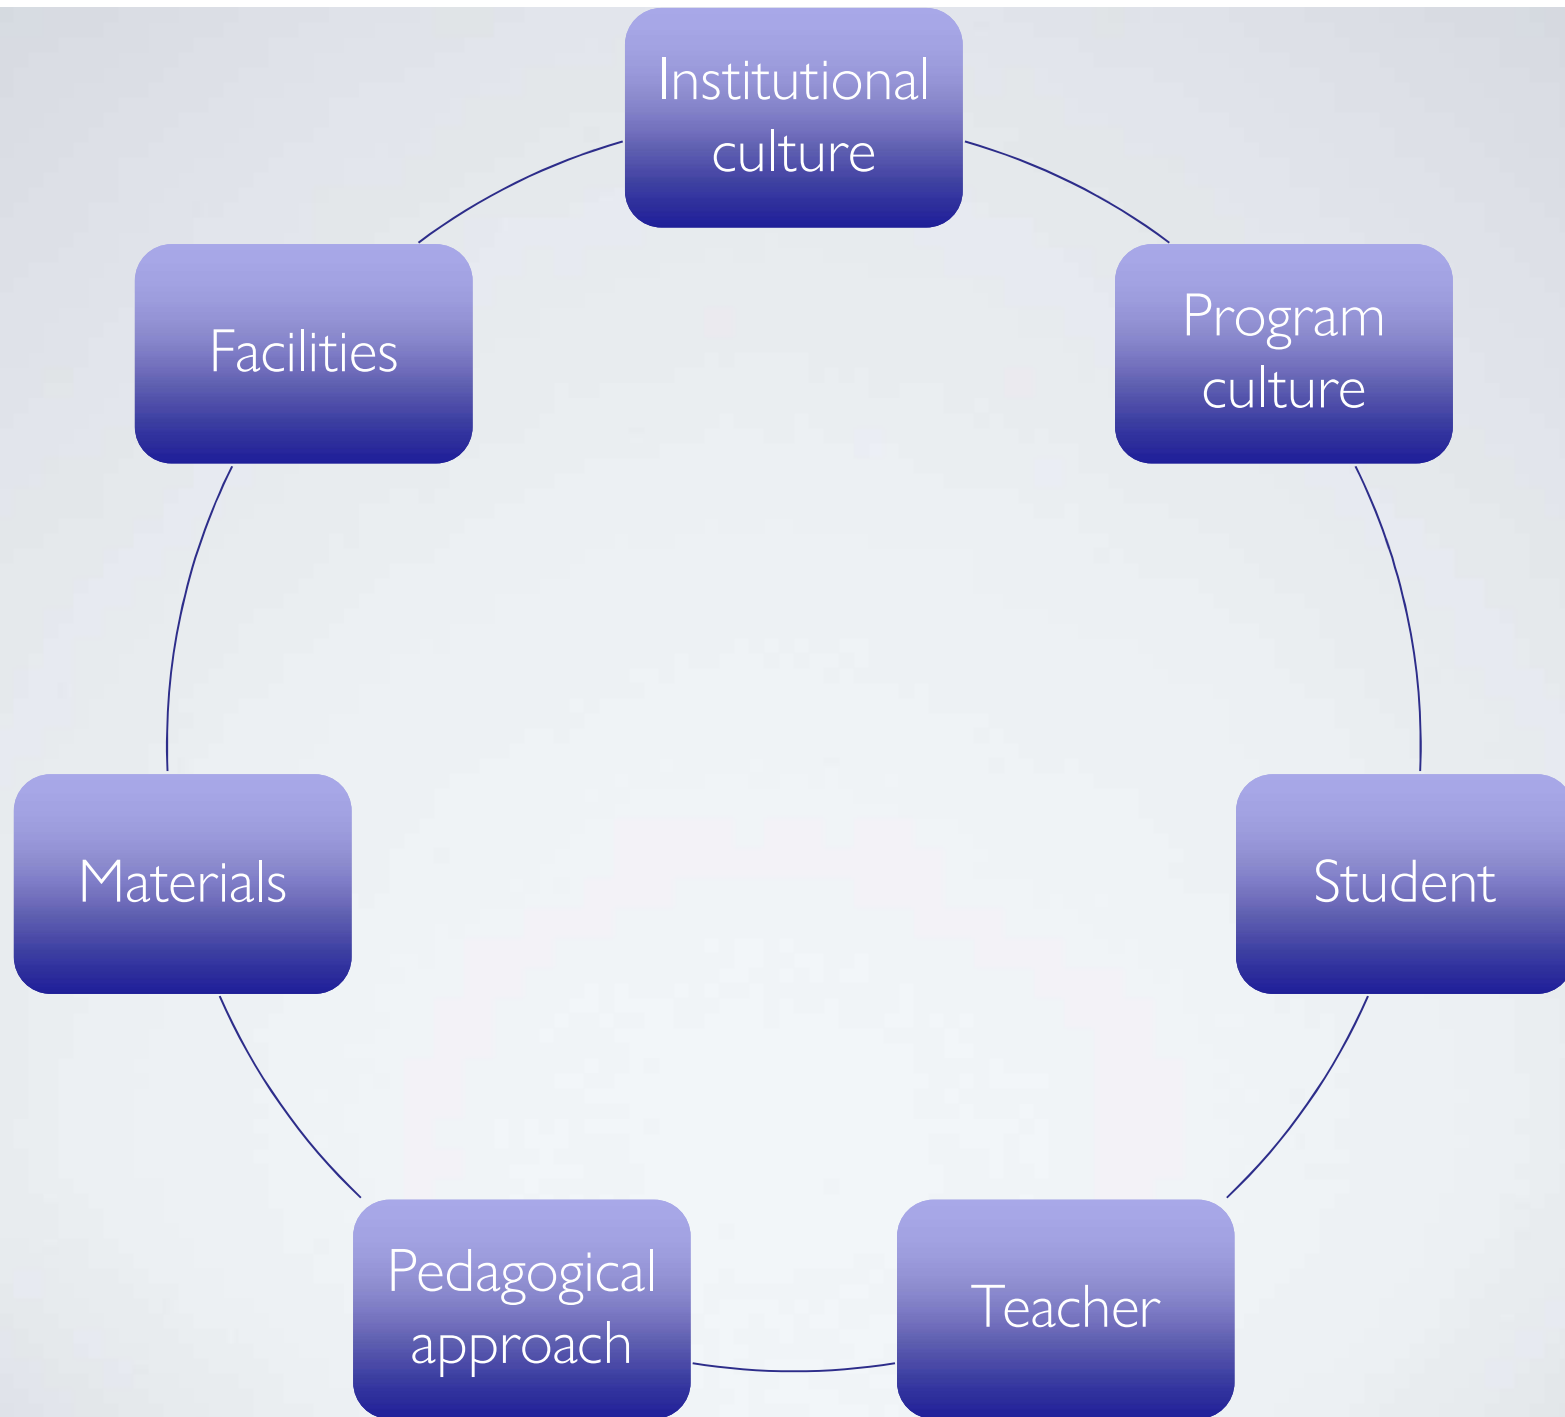 Institutional
culture
Program
culture
Student
Teacher
Pedagogical
approach
Materials
Facilities